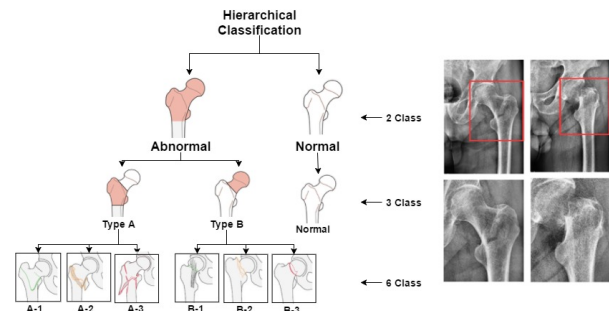 Hierarchical
Classification
Abnormal
Normal
2 Class
Type A
Type B
Normal
3 Class
A-1
A-2
A-3
B-1
B-2
B-3
6 Class